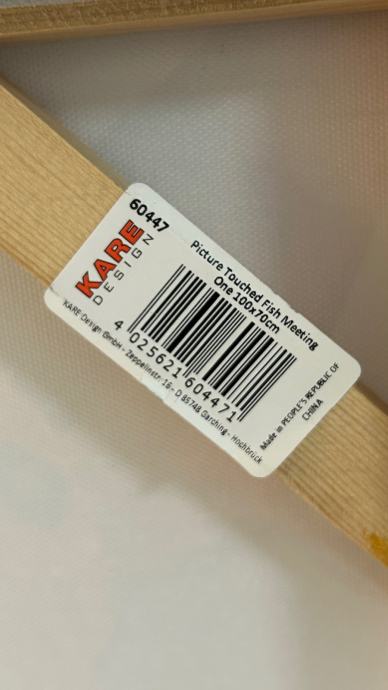 60447
KARE
DESIGN
Picture Touched Fish Meeting
One 100x70cm
4 025621 604471
KARE Design GmbH - Zeppelinstr. 16 - D 85748 Garching - Hochbrück
Made in PEOPLE'S REPUBLIC OF
CHINA